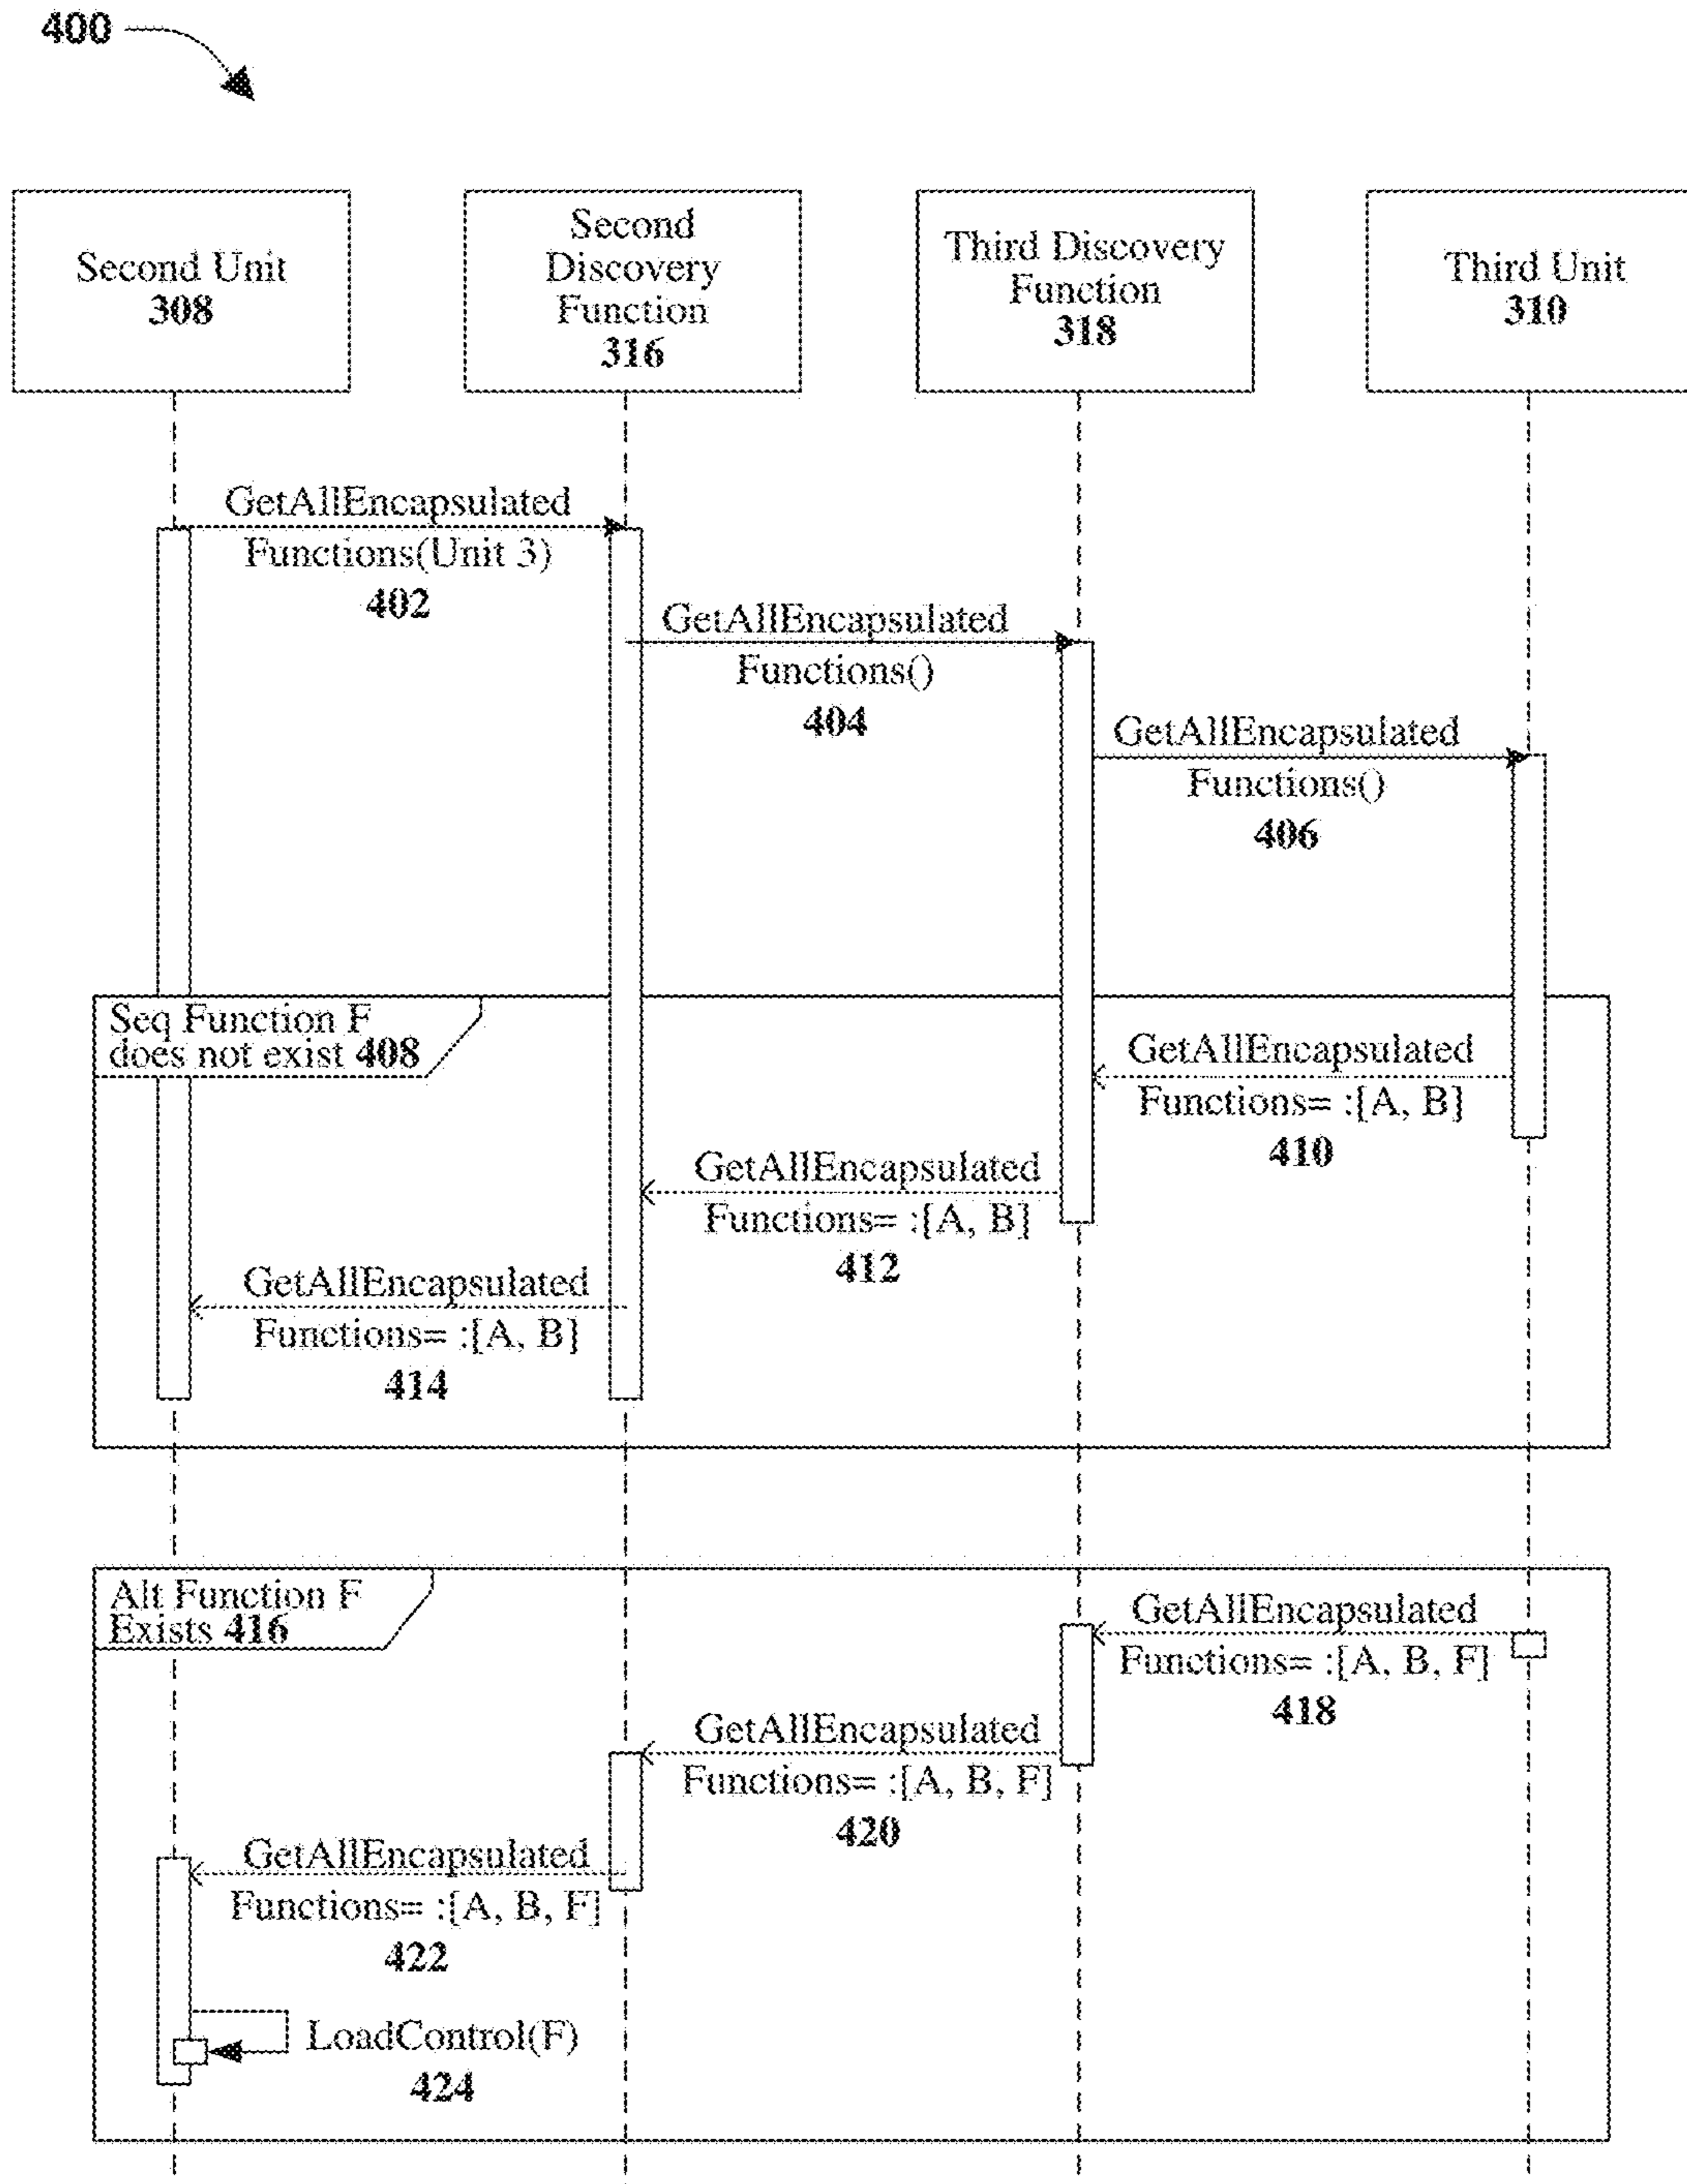 400
Second Unit
308
Second
Discovery
Function
316
Third Discovery
Function
318
Third Unit
310
GetAllEncapsulated
Functions(Unit 3)
402
GetAllEncapsulated
Functions()
404
GetAllEncapsulated
Functions()
406
Seq Function F
does not exist 408
GetAllEncapsulated
Functions= :[A, B]
410
GetAllEncapsulated
Functions= :[A, B]
412
GetAllEncapsulated
Functions= :[A, B]
414
Alt Function F
Exists 416
GetAllEncapsulated
Functions= :[A, B, F]
418
GetAllEncapsulated
Functions= :[A, B, F]
420
GetAllEncapsulated
Functions= :[A, B, F]
422
LoadControl(F)
424